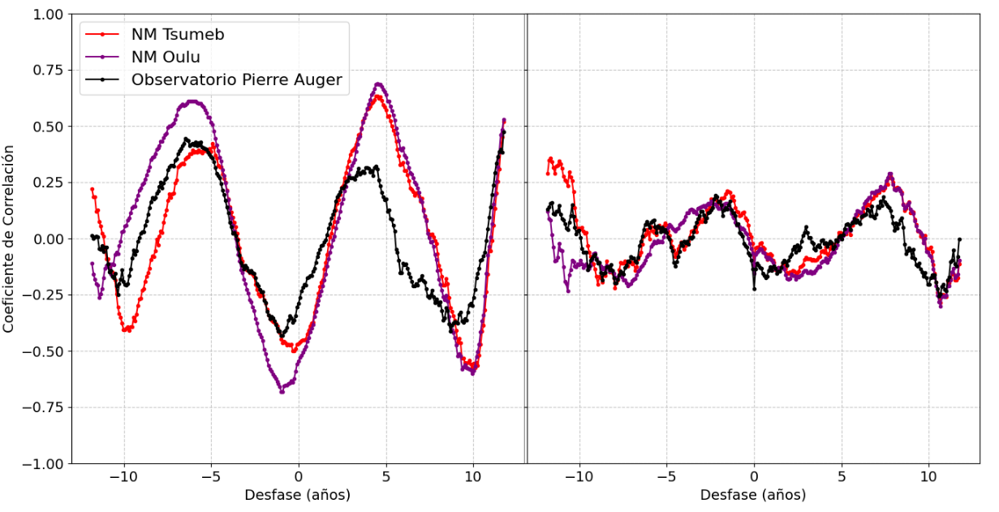 1.00
0.75
0.50
0.25
0.00
−0.25
−0.50
−0.75
−1.00
Coeficiente de Correlación
NM Tsumeb
NM Oulu
Observatorio Pierre Auger
−10 −5 0 5 10
Desfase (años)
−10 −5 0 5 10
Desfase (años)